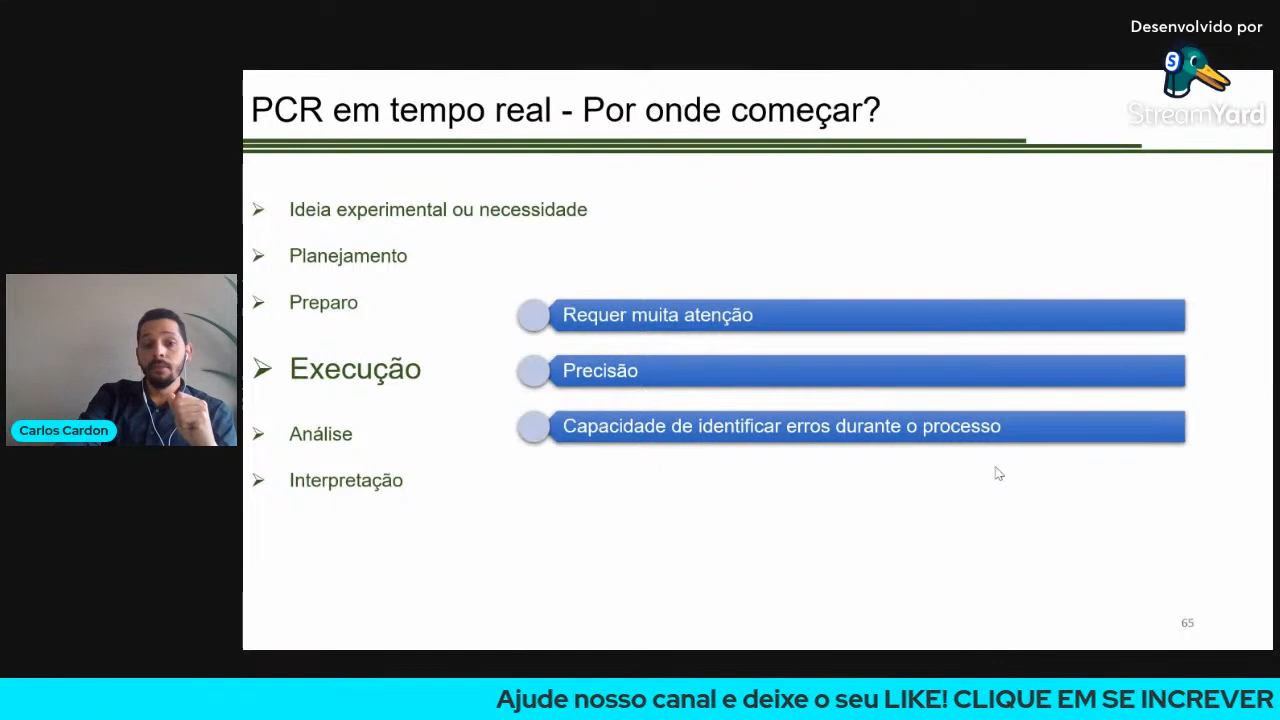 Desenvolvido por
S
StreamYard
PCR em tempo real - Por onde começar?
Ideia experimental ou necessidade
Planejamento
Preparo
Execução
Análise
Interpretação
Requer muita atenção
Precisão
Capacidade de identificar erros durante o processo
Carlos Cardon
65
Ajude nosso canal e deixe o seu LIKE! CLIQUE EM SE INCREVER